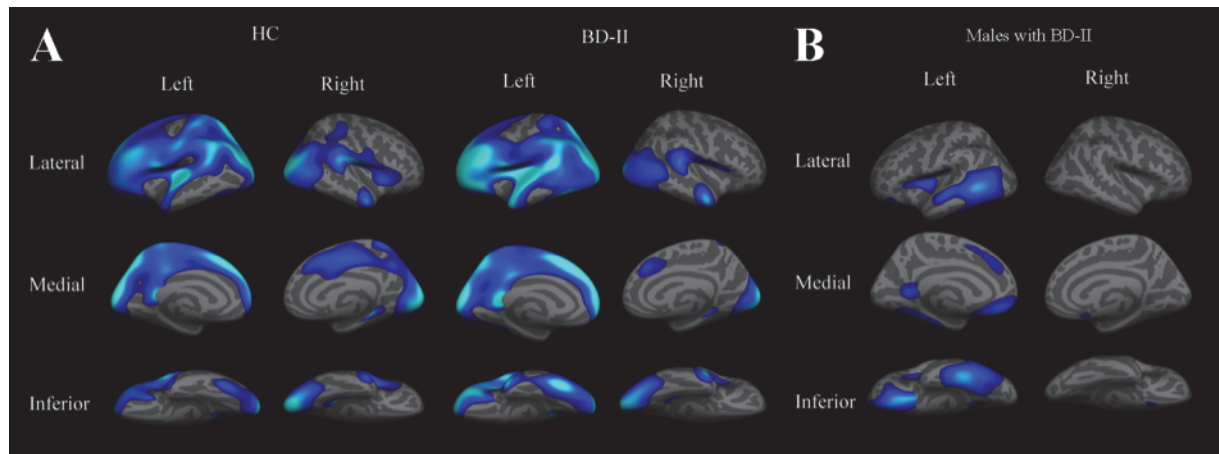 A
HC
BD-II
Left
Right
Left
Right
Lateral
Medial
Inferior
B
Males with BD-II
Left
Right
Lateral
Medial
Inferior